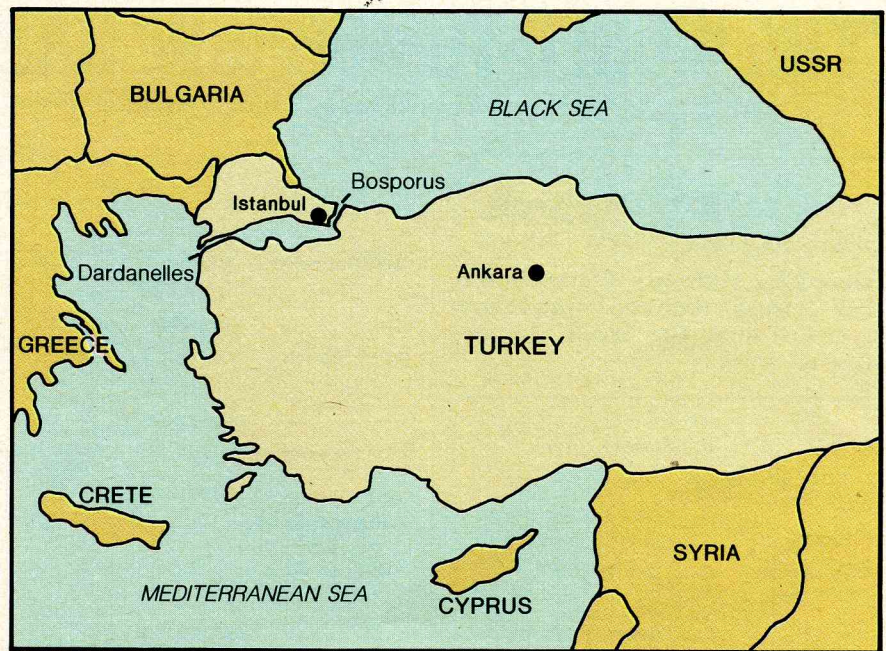 USSR
BULGARIA
BLACK SEA
Bosporus
Istanbul
Dardanelles
Ankara
GREECE
TURKEY
CRETE
SYRIA
MEDITERRANEAN SEA
CYPRUS